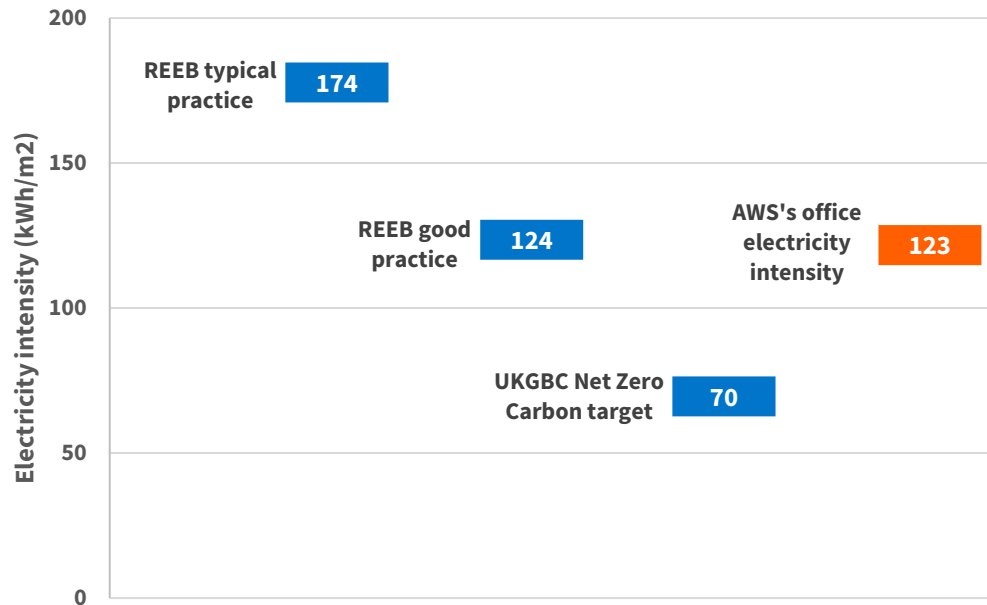 Electricity intensity (kWh/m2)
200
150
100
50
0
REEB typical
practice
174
REEB good
practice
124
UKGBC Net Zero
Carbon target
70
AWS's office
electricity
intensity
123